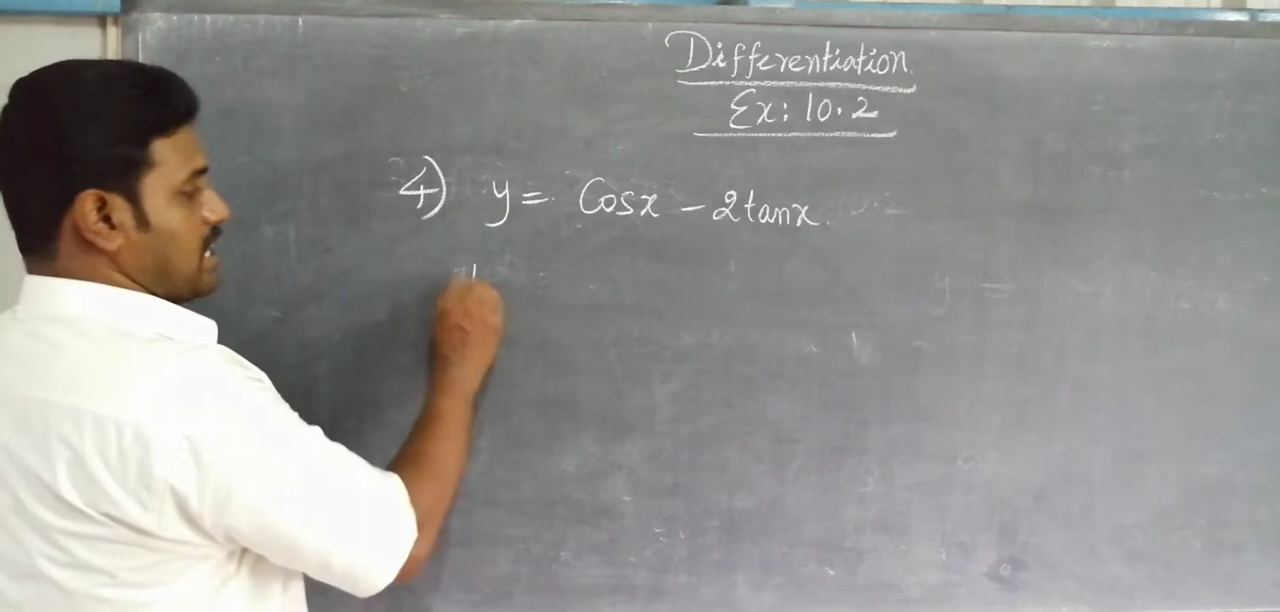 Differentiation.
Ex: 10.2
4) y = Cosx - 2tanx.